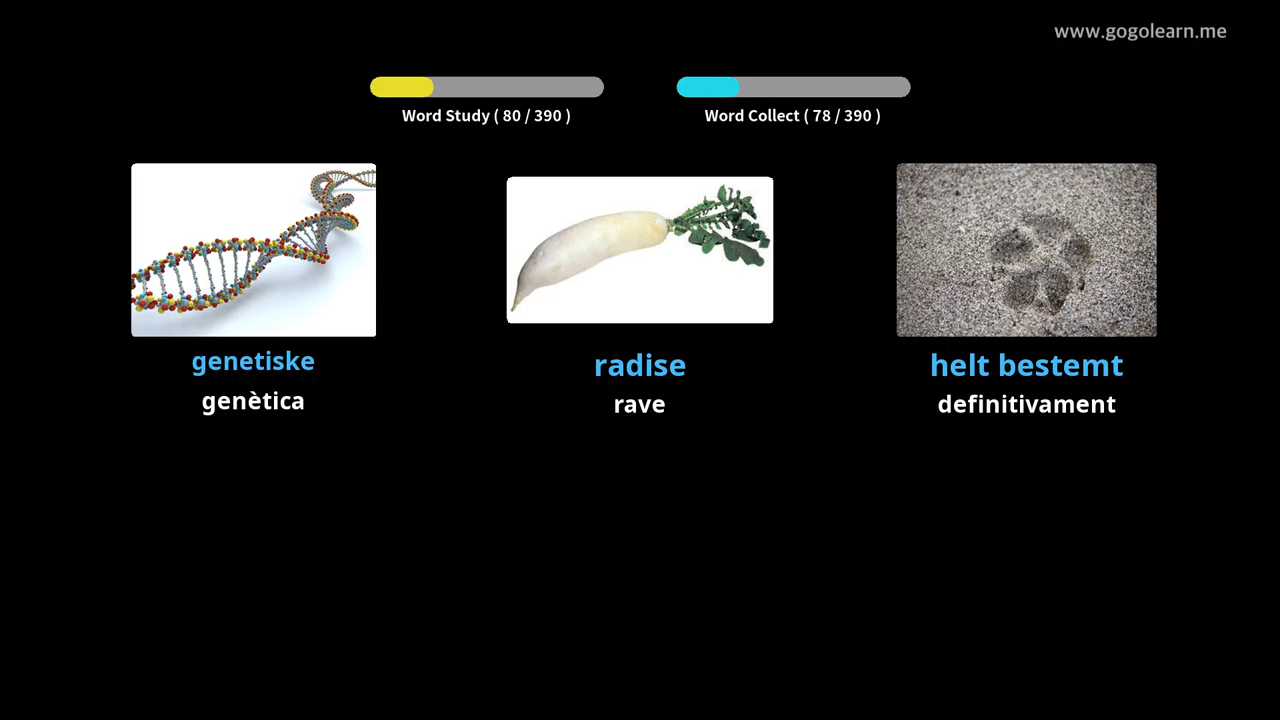 www.gogolearn.me
Word Study ( 80 / 390 )
Word Collect ( 78 / 390 )
genetiske
genètica
radise
rave
helt bestemt
definitivament